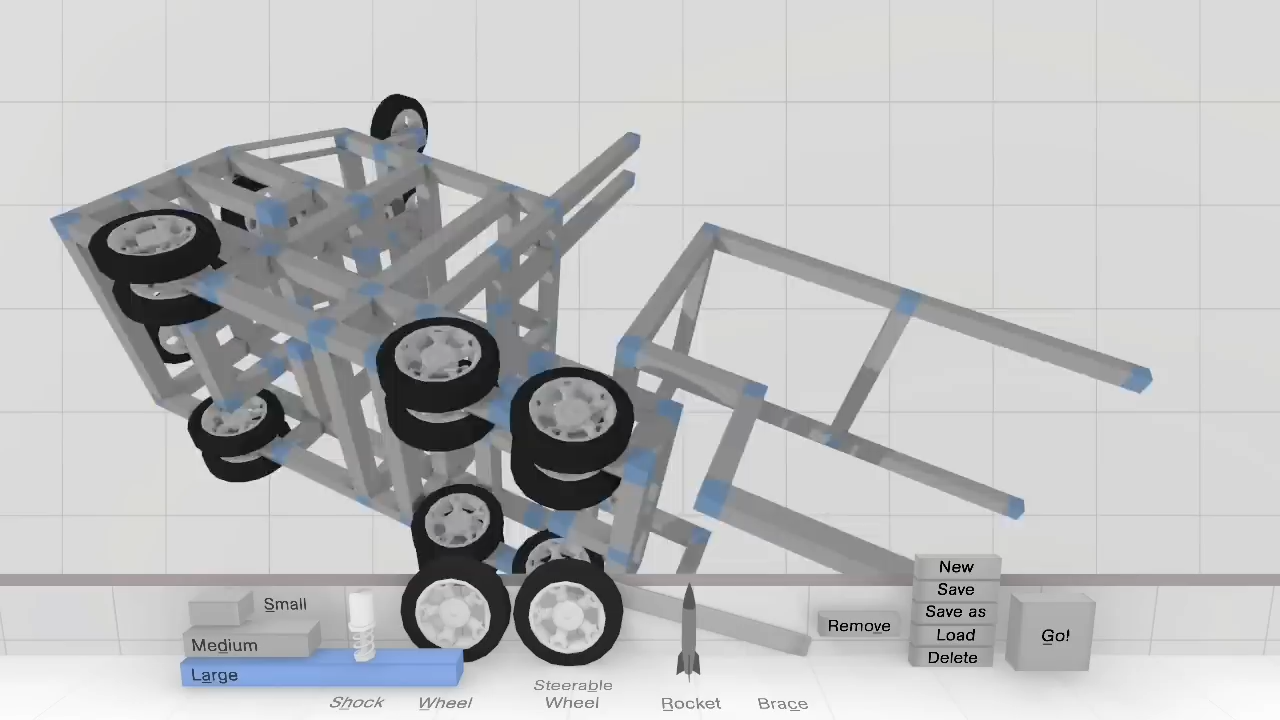 New
Save
Save as
Load
Delete
Small
Medium
Large
Remove
Go!
Shock
Wheel
Steerable
Wheel
Rocket
Brace